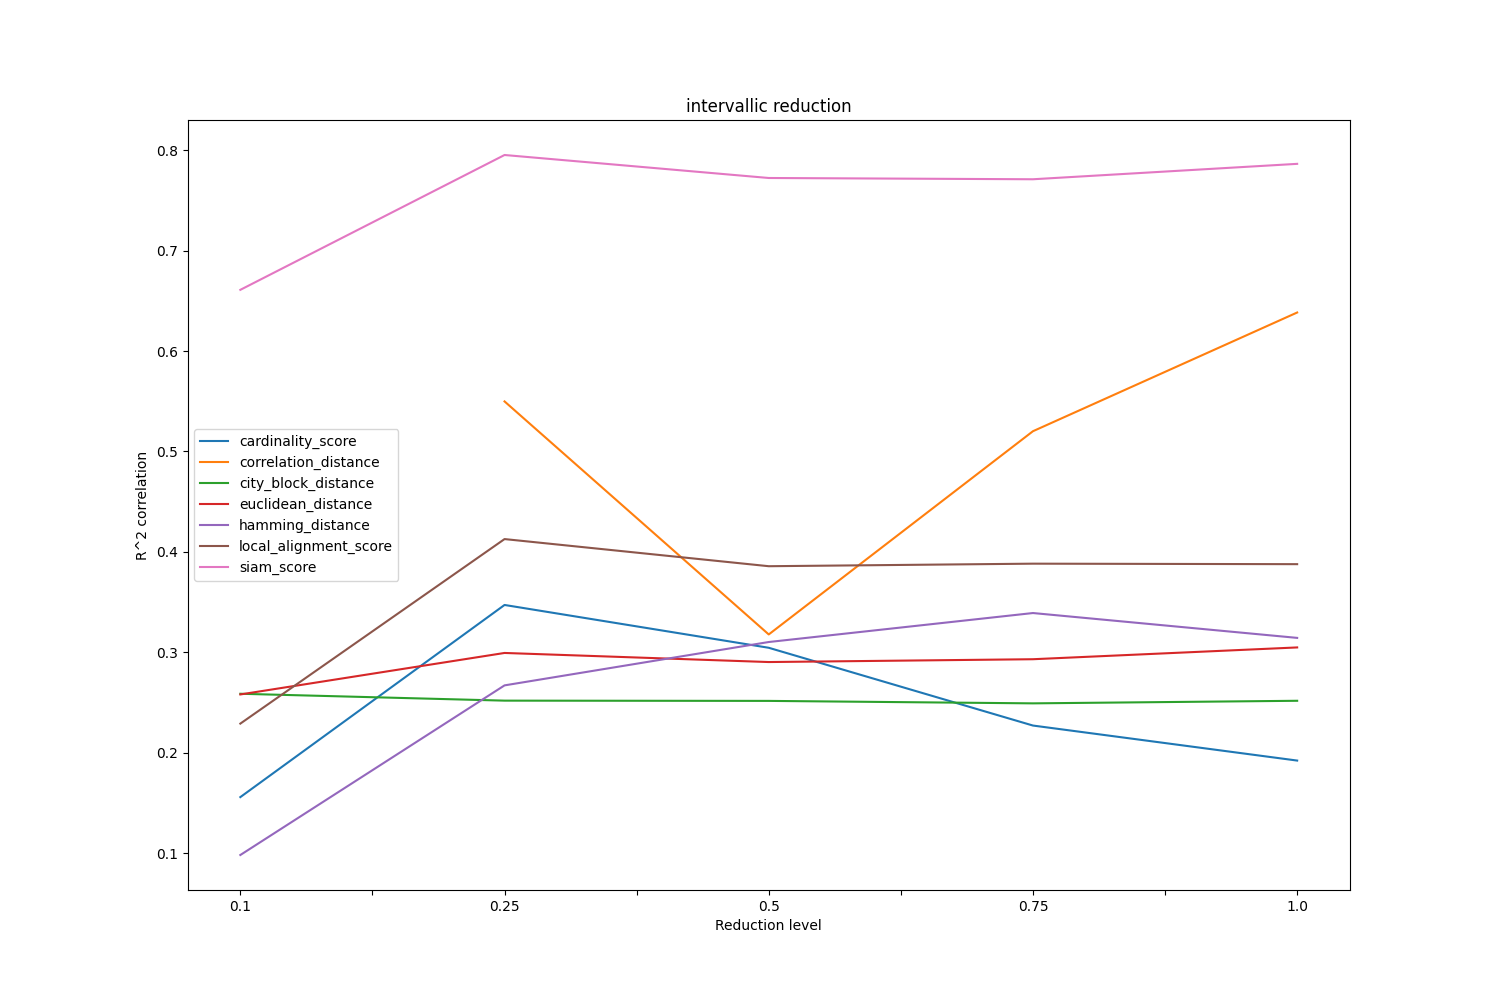 intervallic reduction
0.8
0.7
0.6
0.5
0.4
0.3
0.2
0.1
R^2 correlation
cardinality_score
correlation_distance
city_block_distance
euclidean_distance
hamming_distance
local_alignment_score
siam_score
0.1 0.25 0.5 0.75 1.0
Reduction level